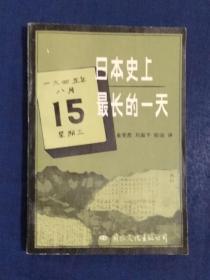 日本史上
最长的一天
一九四五年
八月
15
星期三
国际文化出版公司